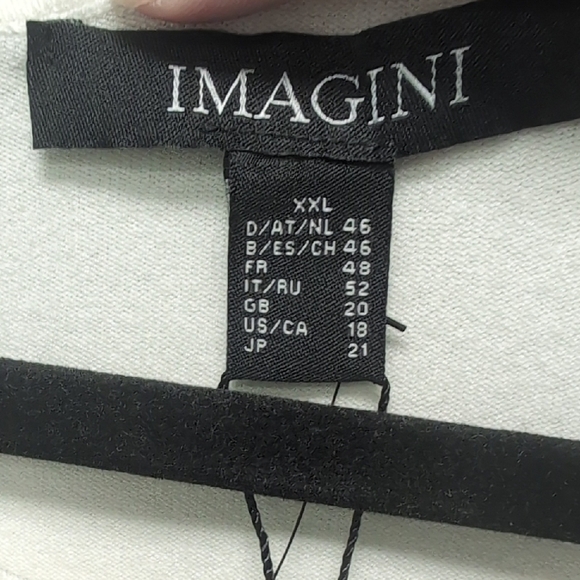 IMAGINI
XXL
D/AT/NL 46
B/ES/CH 46
FR 48
IT/RU 52
GB 20
US/CA 18
JP 21